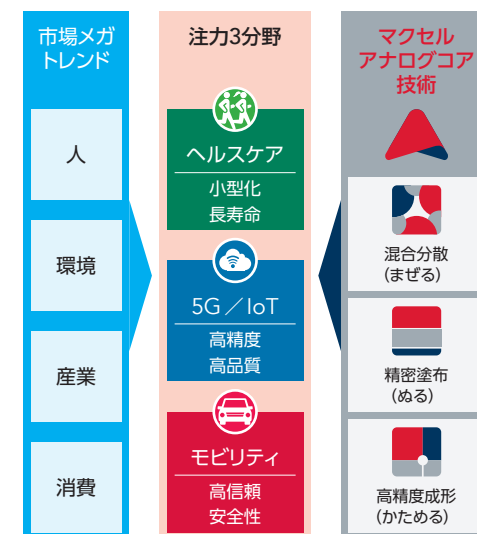 市場メガ
トレンド
人
環境
産業
消費
注力3分野
ヘルスケア
小型化
長寿命
5G／IoT
高精度
高品質
モビリティ
高信頼
安全性
マクセル
アナログコア
技術
混合分散
(まぜる)
精密塗布
(ぬる)
高精度成形
(かためる)